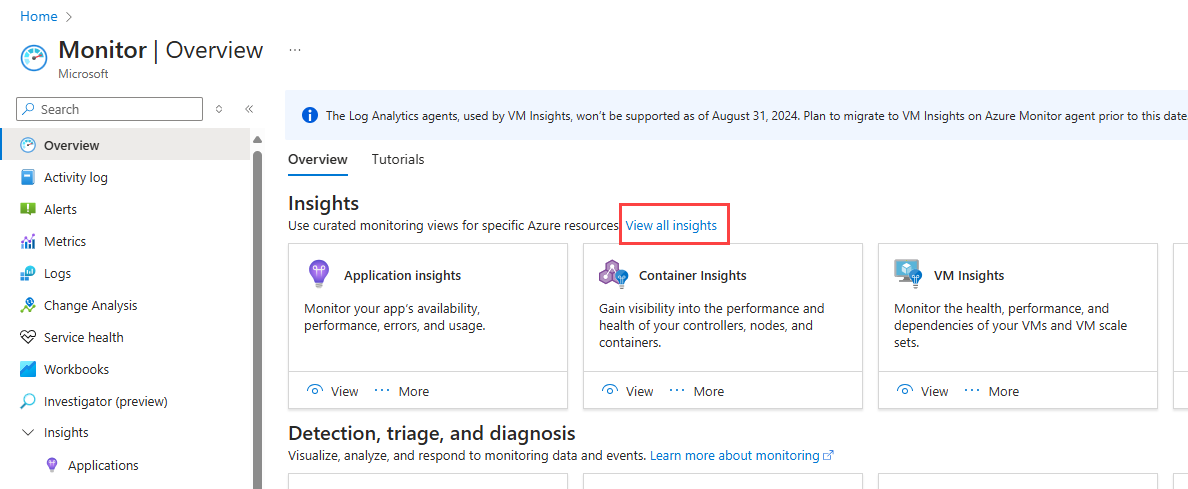 Home
Monitor | Overview
Microsoft
Search
Overview
Activity log
Alerts
Metrics
Logs
Change Analysis
Service health
Workbooks
Investigator (preview)
Insights
Applications
The Log Analytics agents, used by VM Insights, won't be supported as of August 31, 2024. Plan to migrate to VM Insights on Azure Monitor agent prior to this date
Overview Tutorials
Insights
Use curated monitoring views for specific Azure resources. View all insights
Application insights
Monitor your app's availability,
performance, errors, and usage.
View More
Container Insights
Gain visibility into the performance and
health of your controllers, nodes, and
containers.
View More
VM Insights
Monitor the health, performance, and
dependencies of your VMs and VM scale
sets.
View More
Detection, triage, and diagnosis
Visualize, analyze, and respond to monitoring data and events. Learn more about monitoring